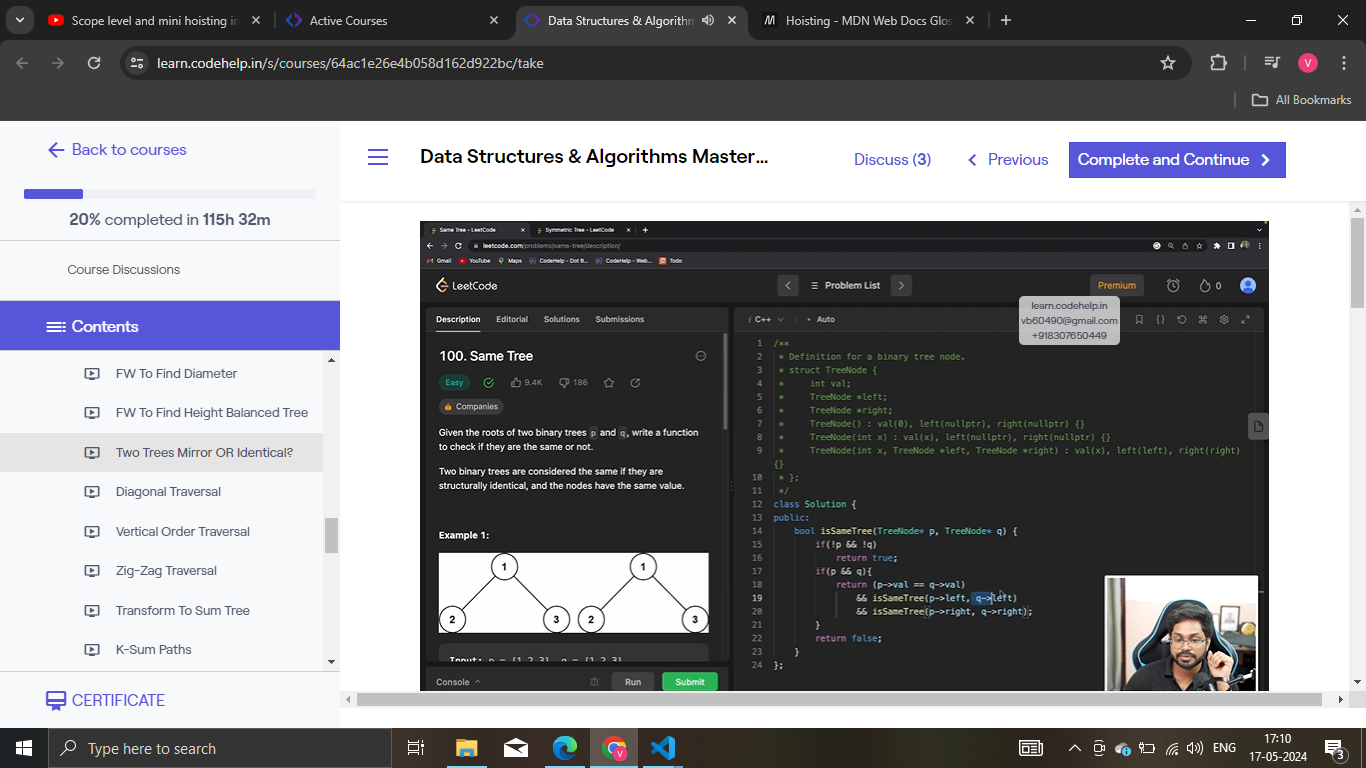 Scope level and mini hoisting in
Active Courses
Data Structures & Algorithm
Hoisting - MDN Web Docs Glos
learn.codehelp.in/s/courses/64ac1e26e4b058d162d922bc/take
V
All Bookmarks
Back to courses
20% completed in 115h 32m
Course Discussions
Contents
FW To Find Diameter
FW To Find Height Balanced Tree
Two Trees Mirror OR Identical?
Diagonal Traversal
Vertical Order Traversal
Zig-Zag Traversal
Transform To Sum Tree
K-Sum Paths
CERTIFICATE
Data Structures & Algorithms Master...
Discuss (3)
Previous
Complete and Continue
Same Tree - LeetCode
Symmetric Tree - LeetCode
leetcode.com/problems/same-tree/description/
Gmail
YouTube
Maps
CodeHelp - Dot B...
CodeHelp - Web...
Todo
LeetCode
Problem List
Premium
0
learn.codehelp.in
vb60490@gmail.com
+918307650449
Description
Editorial
Solutions
Submissions
100. Same Tree
Easy
9.4K
186
Companies
Given the roots of two binary trees p and q, write a function
to check if they are the same or not.
Two binary trees are considered the same if they are
structurally identical, and the nodes have the same value.
Example 1:
1
2
3
1
2
3
Input: p = [1,2,3], q = [1,2,3]
Console
Run
Submit
i C++
Auto
1 /**
2 * Definition for a binary tree node.
3 * struct TreeNode {
4 * int val;
5 * TreeNode *left;
6 * TreeNode *right;
7 * TreeNode() : val(0), left(nullptr), right(nullptr) {}
8 * TreeNode(int x) : val(x), left(nullptr), right(nullptr) {}
9 * TreeNode(int x, TreeNode *left, TreeNode *right) : val(x), left(left), right(right)
{}
10 * };
11 */
12 class Solution {
13 public:
14 bool isSameTree(TreeNode* p, TreeNode* q) {
15 if(!p && !q)
16 return true;
17 if(p && q){
18 return (p->val == q->val)
19 && isSameTree(p->left, q->left)
20 && isSameTree(p->right, q->right);
21 }
22 return false;
23 }
24 };
Type here to search
V
ENG
17:10
17-05-2024
3